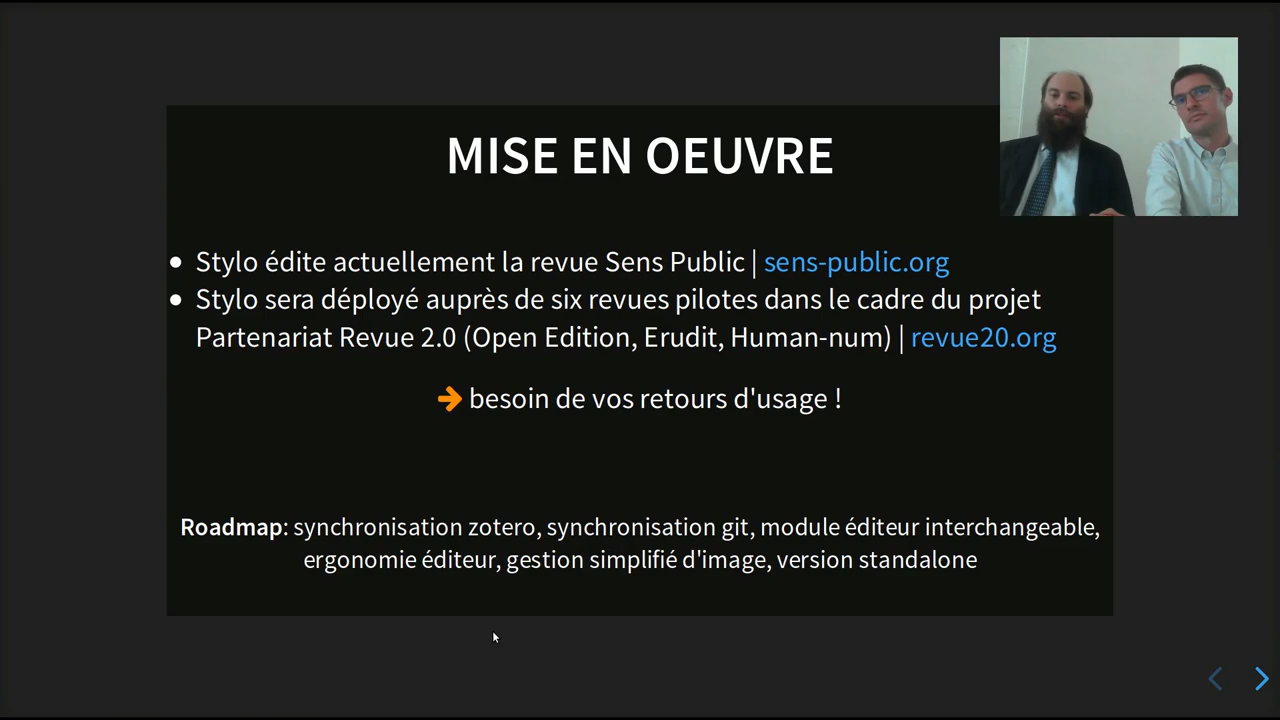 MISE EN OEUVRE
Stylo édite actuellement la revue Sens Public | sens-public.org
Stylo sera déployé auprès de six revues pilotes dans le cadre du projet
Partenariat Revue 2.0 (Open Edition, Erudit, Human-num) | revue20.org
besoin de vos retours d'usage !
Roadmap: synchronisation zotero, synchronisation git, module éditeur interchangeable,
ergonomie éditeur, gestion simplifié d'image, version standalone